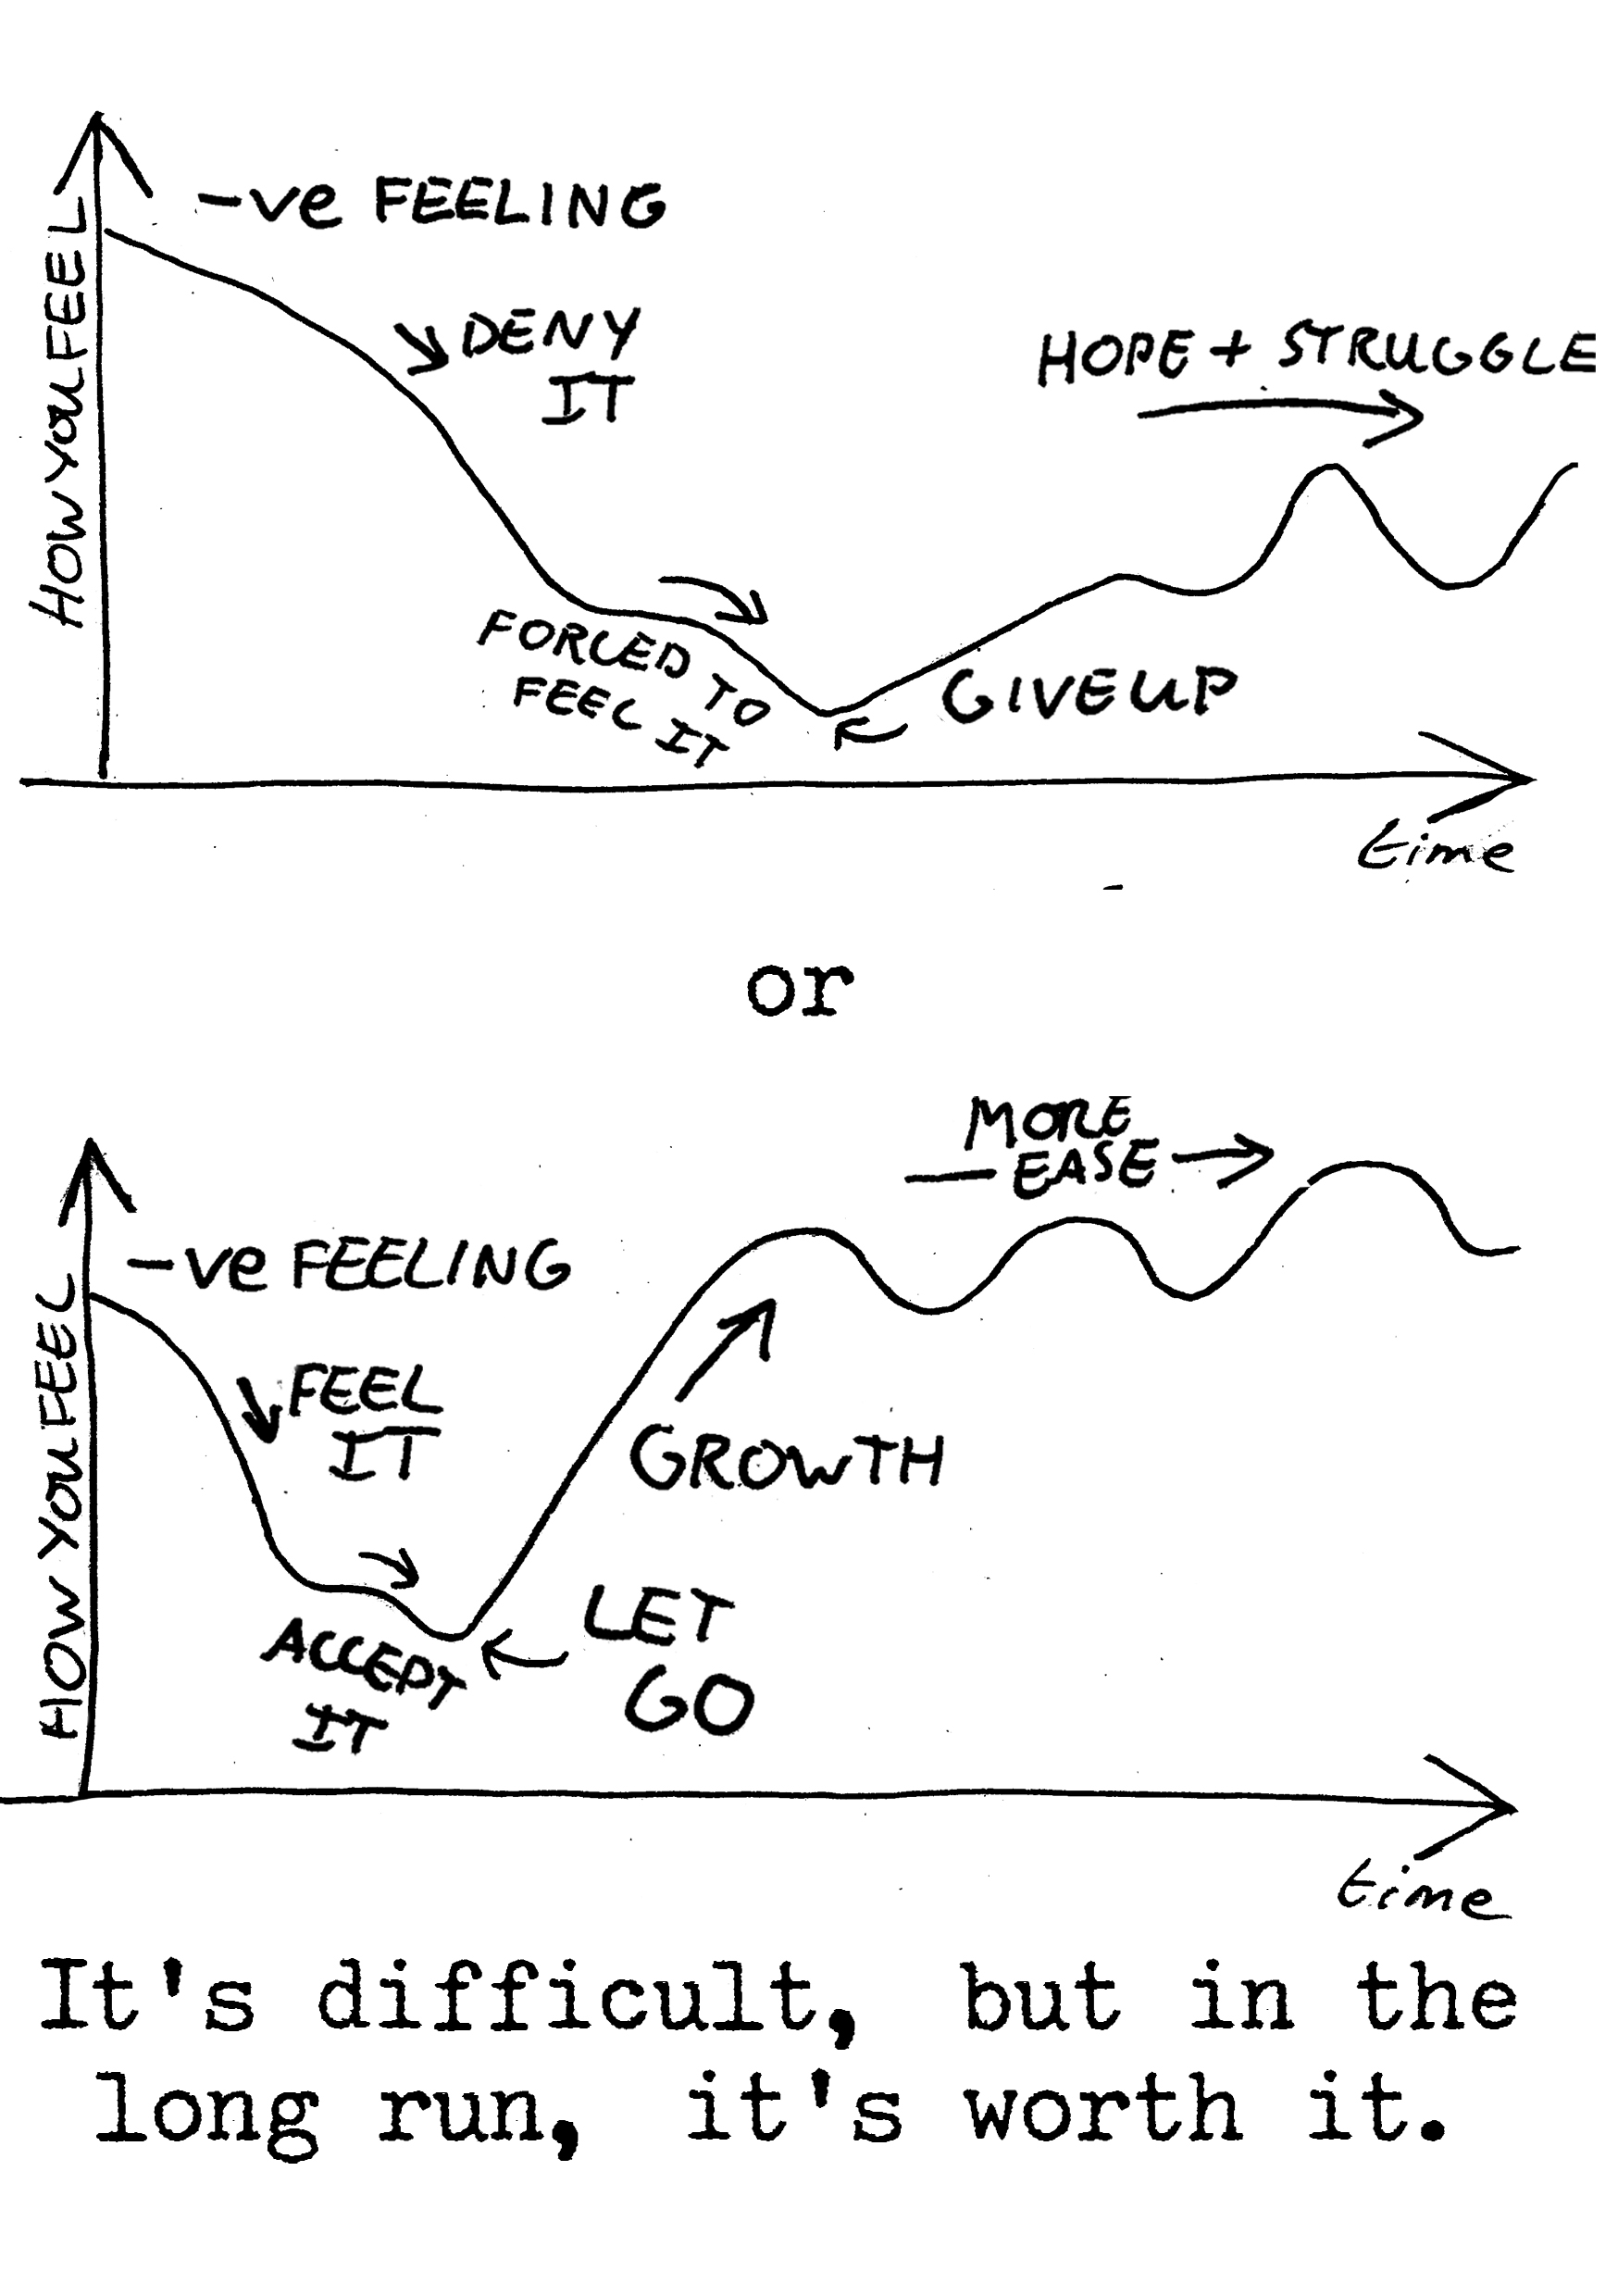 HOW YOU FEEL
-ve FEELING
DENY
IT
HOPE + STRUGGLE
FORCED TO
FEEL IT
GIVE UP
time
or
MORE
EASE
HOW YOU FEEL
-ve FEELING
FEEL
IT
GROWTH
ACCEPT
IT
LET
GO
time
It's difficult, but in the
long run, it's worth it.